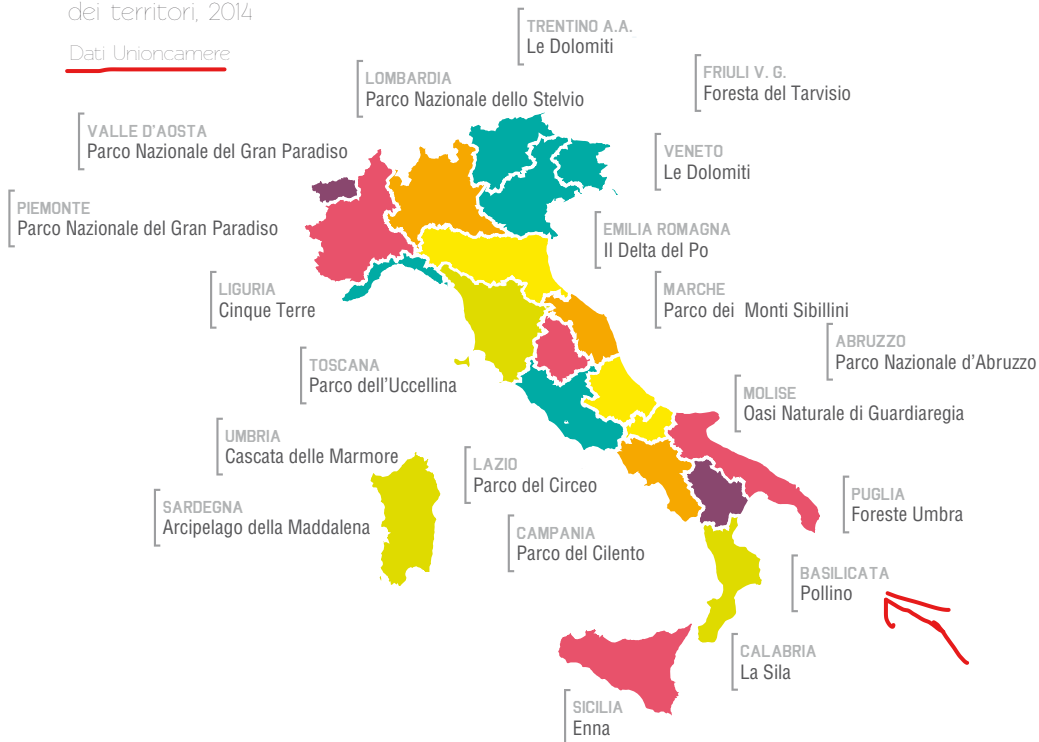 dei territori, 2014
Dati Unioncamere
TRENTINO A.A.
Le Dolomiti
LOMBARDIA
Parco Nazionale dello Stelvio
FRIULI V. G.
Foresta del Tarvisio
VALLE D'AOSTA
Parco Nazionale del Gran Paradiso
VENETO
Le Dolomiti
PIEMONTE
Parco Nazionale del Gran Paradiso
EMILIA ROMAGNA
Il Delta del Po
LIGURIA
Cinque Terre
MARCHE
Parco dei Monti Sibillini
ABRUZZO
Parco Nazionale d'Abruzzo
TOSCANA
Parco dell'Uccellina
MOLISE
Oasi Naturale di Guardiaregia
UMBRIA
Cascata delle Marmore
LAZIO
Parco del Circeo
SARDEGNA
Arcipelago della Maddalena
PUGLIA
Foreste Umbra
CAMPANIA
Parco del Cilento
BASILICATA
Pollino
CALABRIA
La Sila
SICILIA
Enna